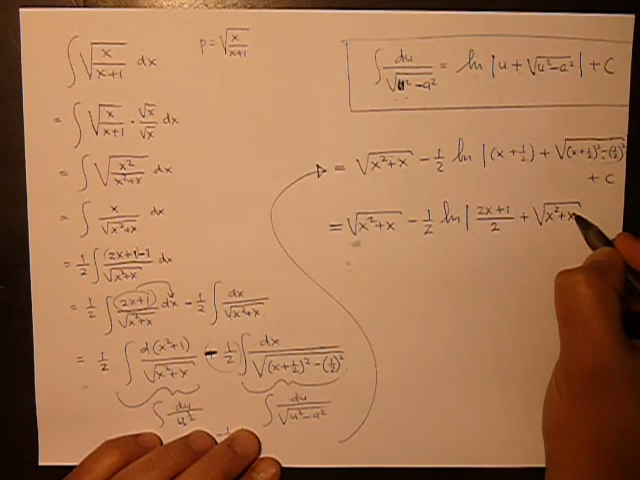 ∫ √(x/(x+1)) dx
p = √(x/(x+1))
= ∫ √(x/(x+1)) · √x/√x dx
= ∫ √(x²/(x²+x)) dx
= ∫ x/√(x²+x) dx
= 1/2 ∫ ((2x+1)-1)/√(x²+x) dx
= 1/2 ∫ (2x+1)/√(x²+x) dx - 1/2 ∫ dx/√(x²+x)
= 1/2 ∫ d(x²+1)/√(x²+x) - 1/2 ∫ dx/√((x+1/2)² - (1/2)²)
∫ du/√(u²-a²)
∫ du/√(u²-a²) = ln |u + √(u²-a²)| + C
= √(x²+x) - 1/2 ln |(x+1/2) + √((x+1/2)² - (1/2)²)
+ C
= √(x²+x) - 1/2 ln | (2x+1)/2 + √(x²+x)